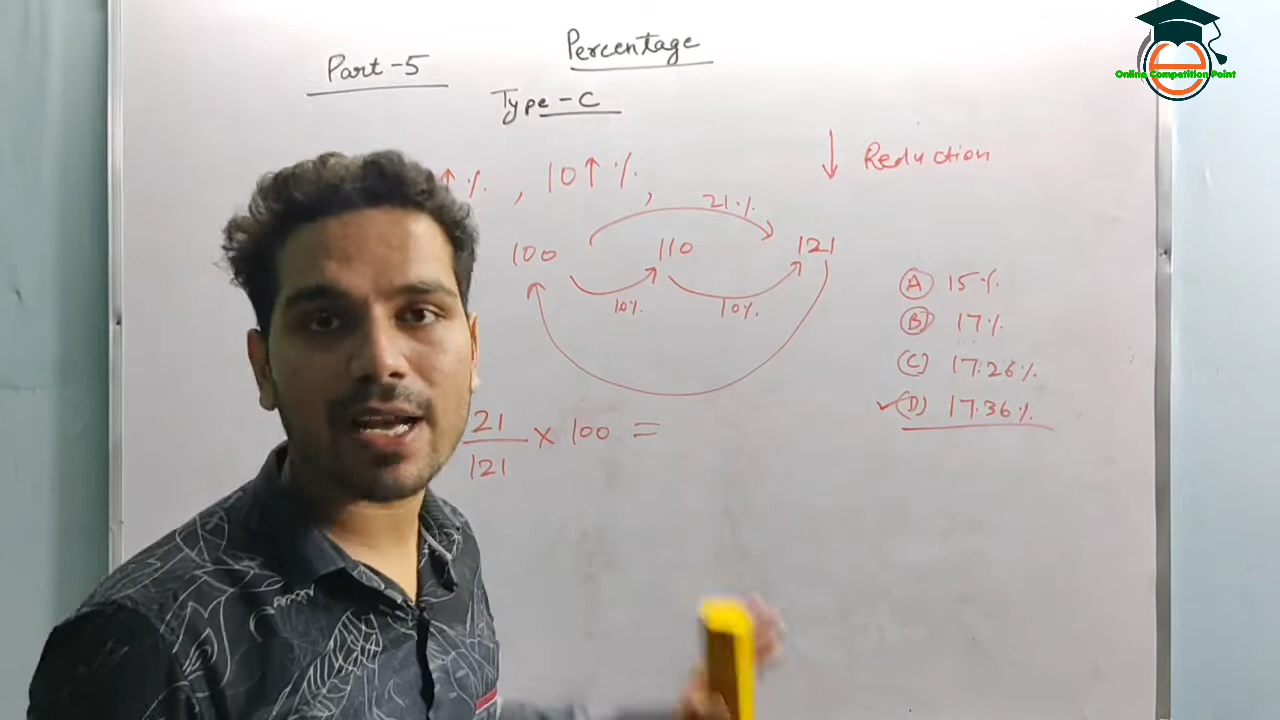 Percentage
Part-5
Type-C
↑ %, 10↑ %,
↓ Reduction
21%
100 110 121
10% 10%
(A) 15%
(B) 17%
(C) 17.26%
✓(D) 17.36%
21/121 × 100 =
Online Competition Point